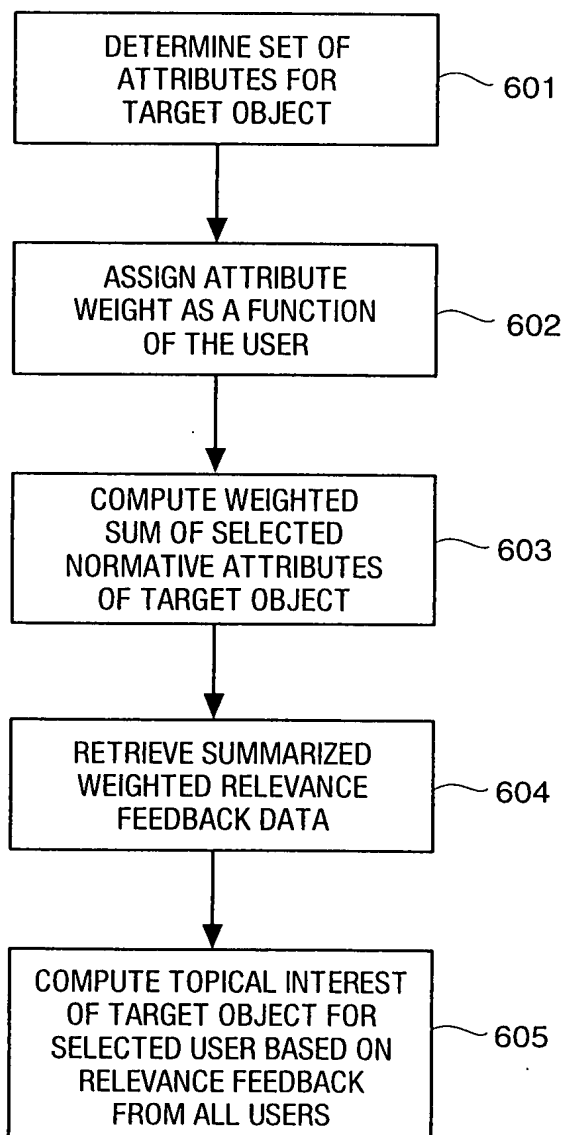 DETERMINE SET OF
ATTRIBUTES FOR
TARGET OBJECT
601
ASSIGN ATTRIBUTE
WEIGHT AS A FUNCTION
OF THE USER
602
COMPUTE WEIGHTED
SUM OF SELECTED
NORMATIVE ATTRIBUTES
OF TARGET OBJECT
603
RETRIEVE SUMMARIZED
WEIGHTED RELEVANCE
FEEDBACK DATA
604
COMPUTE TOPICAL INTEREST
OF TARGET OBJECT FOR
SELECTED USER BASED ON
RELEVANCE FEEDBACK
FROM ALL USERS
605